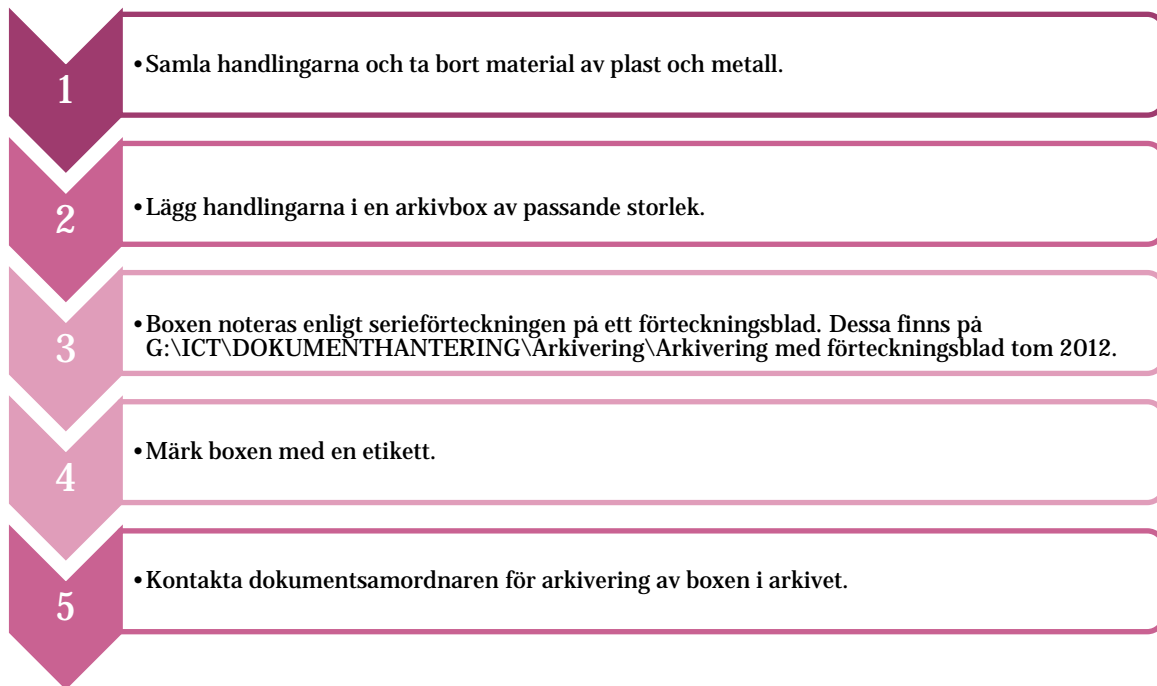 1
•Samla handlingarna och ta bort material av plast och metall.
2
•Lägg handlingarna i en arkivbox av passande storlek.
3
•Boxen noteras enligt serieförteckningen på ett förteckningsblad. Dessa finns på
G:\ICT\DOKUMENTHANTERING\Arkivering\Arkivering med förteckningsblad tom 2012.
4
•Märk boxen med en etikett.
5
•Kontakta dokumentsamordnaren för arkivering av boxen i arkivet.